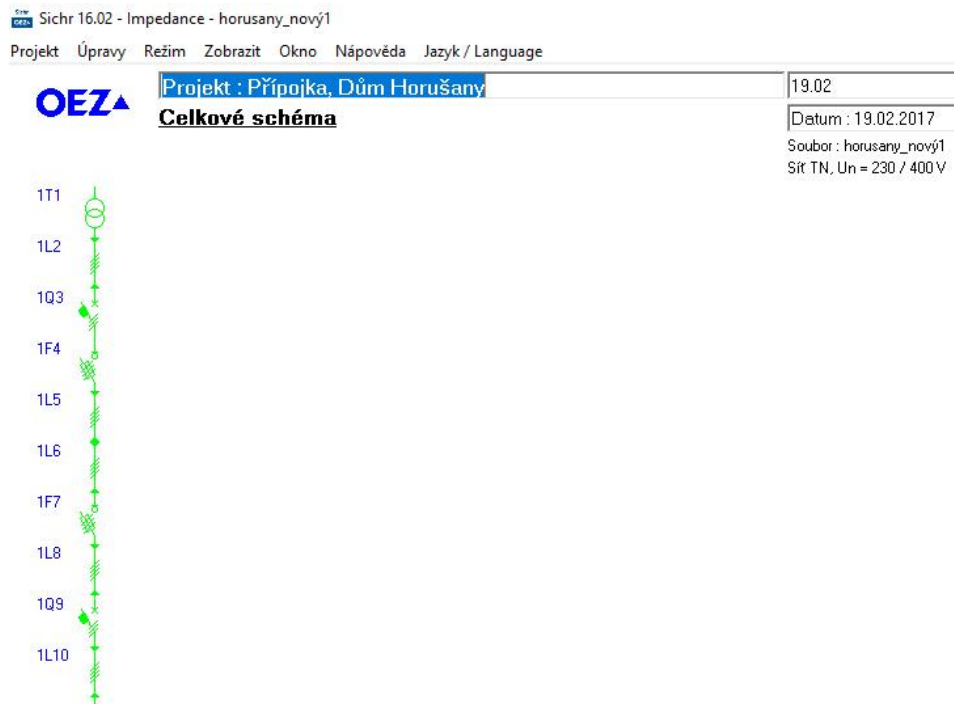 Sichr 16.02 - Impedance - horusany_nový1
Projekt Úpravy Režim Zobrazit Okno Nápověda Jazyk / Language
OEZ
Projekt : Přípojka, Dům Horušany
19.02
Celkové schéma
Datum : 19.02.2017
Soubor : horusany_nový1
Síť TN, Un = 230 / 400 V
1T1
1L2
1Q3
1F4
1L5
1L6
1F7
1L8
1Q9
1L10